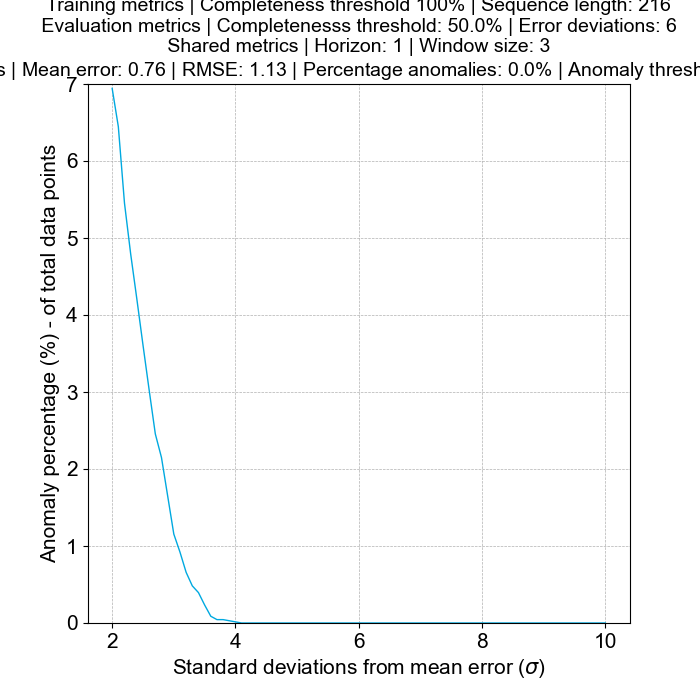 Training metrics | Completeness threshold 100% | Sequence length: 216
Evaluation metrics | Completenesss threshold: 50.0% | Error deviations: 6
Shared metrics | Horizon: 1 | Window size: 3
s | Mean error: 0.76 | RMSE: 1.13 | Percentage anomalies: 0.0% | Anomaly thresh
7
6
5
4
3
2
1
0
Anomaly percentage (%) - of total data points
2 4 6 8 10
Standard deviations from mean error (σ)